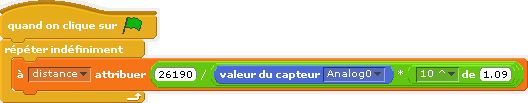 quand on clique sur
répéter indéfiniment
à distance attribuer 26190 / valeur du capteur Analog0 * 10 ^ de 1.09